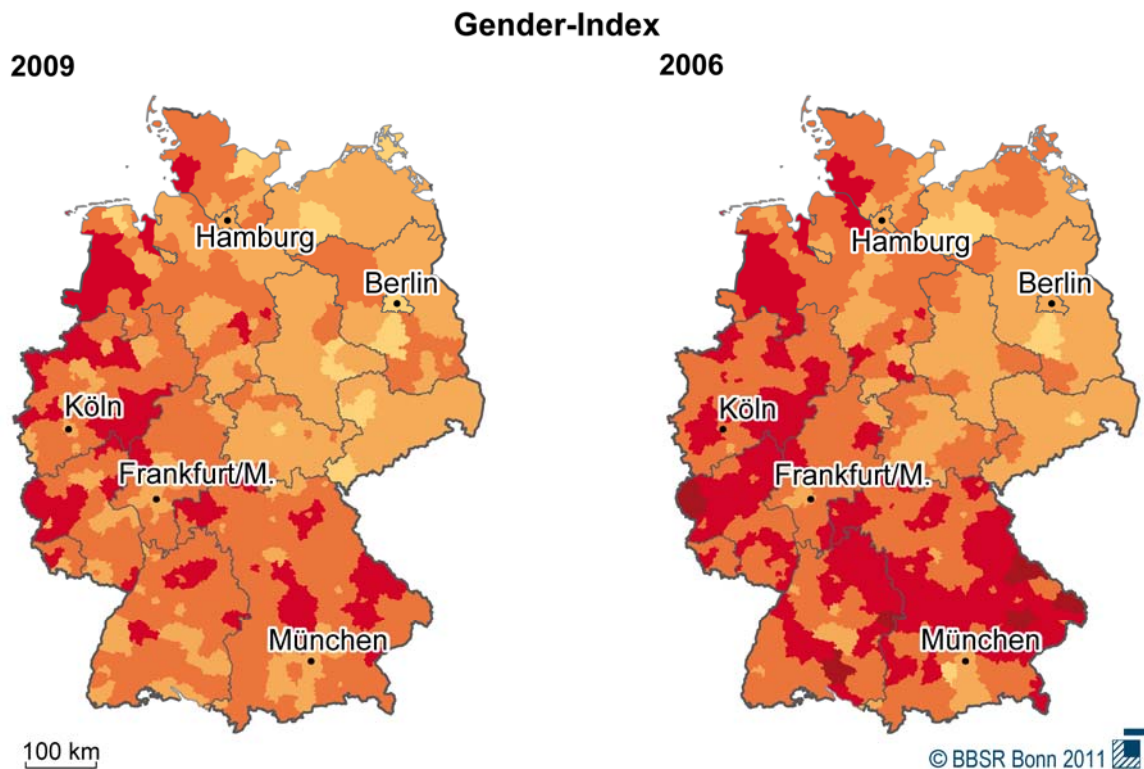 Gender-Index
2009
2006
Hamburg
Berlin
Köln
Frankfurt/M.
München
Hamburg
Berlin
Köln
Frankfurt/M.
München
100 km
© BBSR Bonn 2011